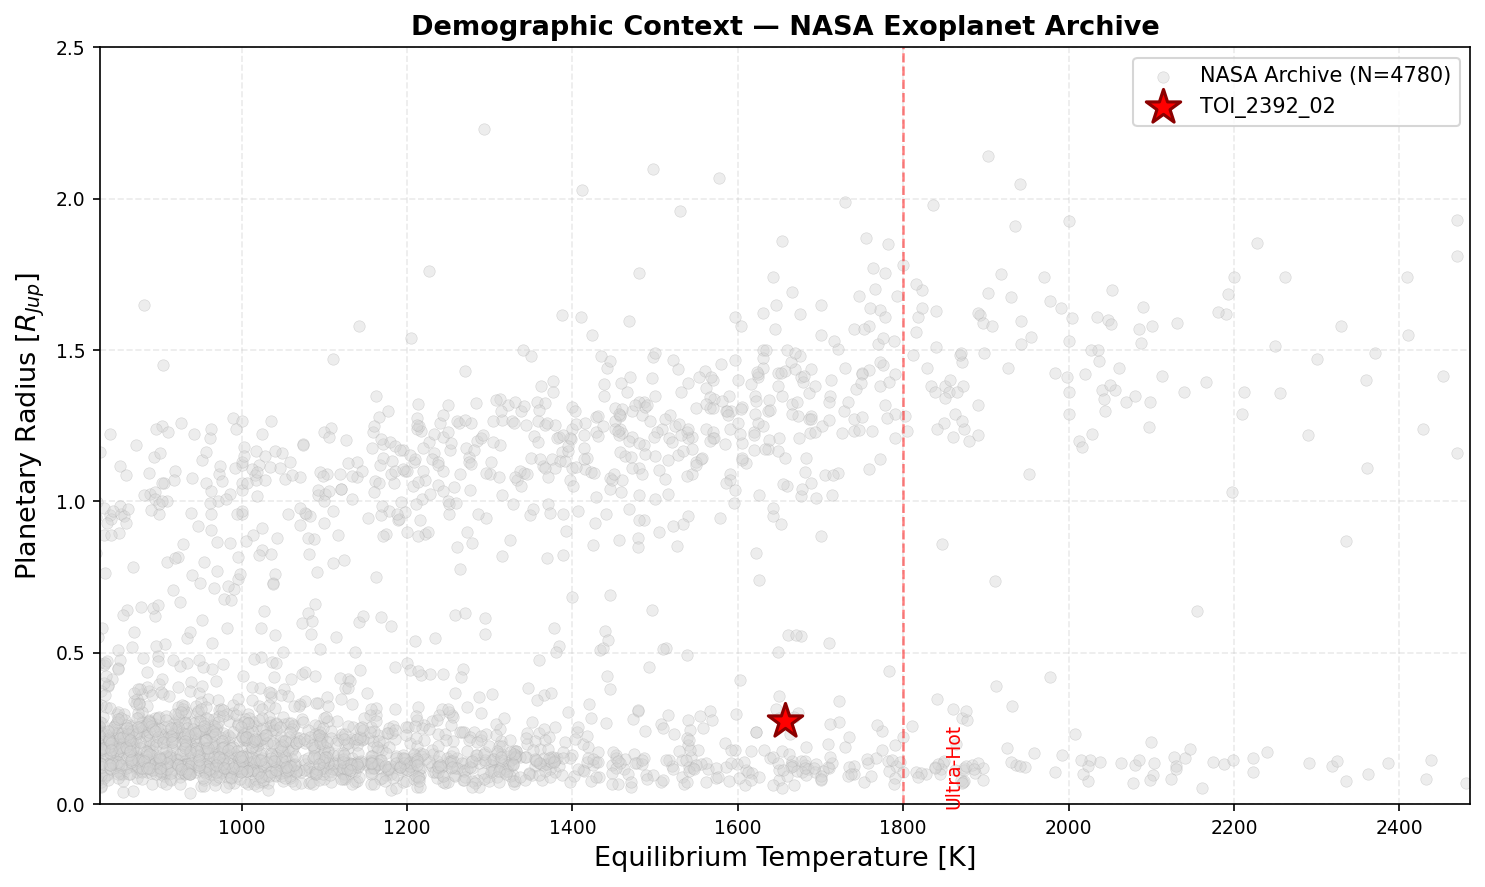 Demographic Context — NASA Exoplanet Archive
NASA Archive (N=4780)
TOI_2392_02
Planetary Radius [R_Jup]
2.5
2.0
1.5
1.0
0.5
0.0
Ultra-Hot
1000 1200 1400 1600 1800 2000 2200 2400
Equilibrium Temperature [K]